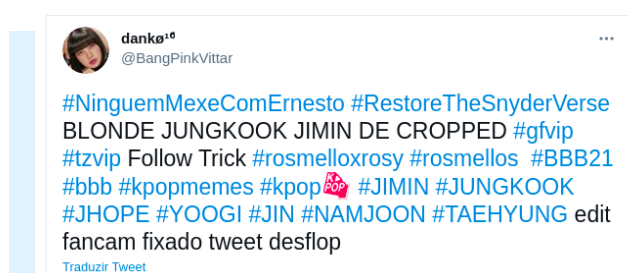 dankø¹⁶
@BangPinkVittar
#NinguemMexeComErnesto #RestoreTheSnyderVerse
BLONDE JUNGKOOK JIMIN DE CROPPED #gfvip
#tzvip Follow Trick #rosmelloxrosy #rosmellos #BBB21
#bbb #kpopmemes #kpop K POP #JIMIN #JUNGKOOK
#JHOPE #YOOGI #JIN #NAMJOON #TAEHYUNG edit
fancam fixado tweet desflop
Traduzir Tweet